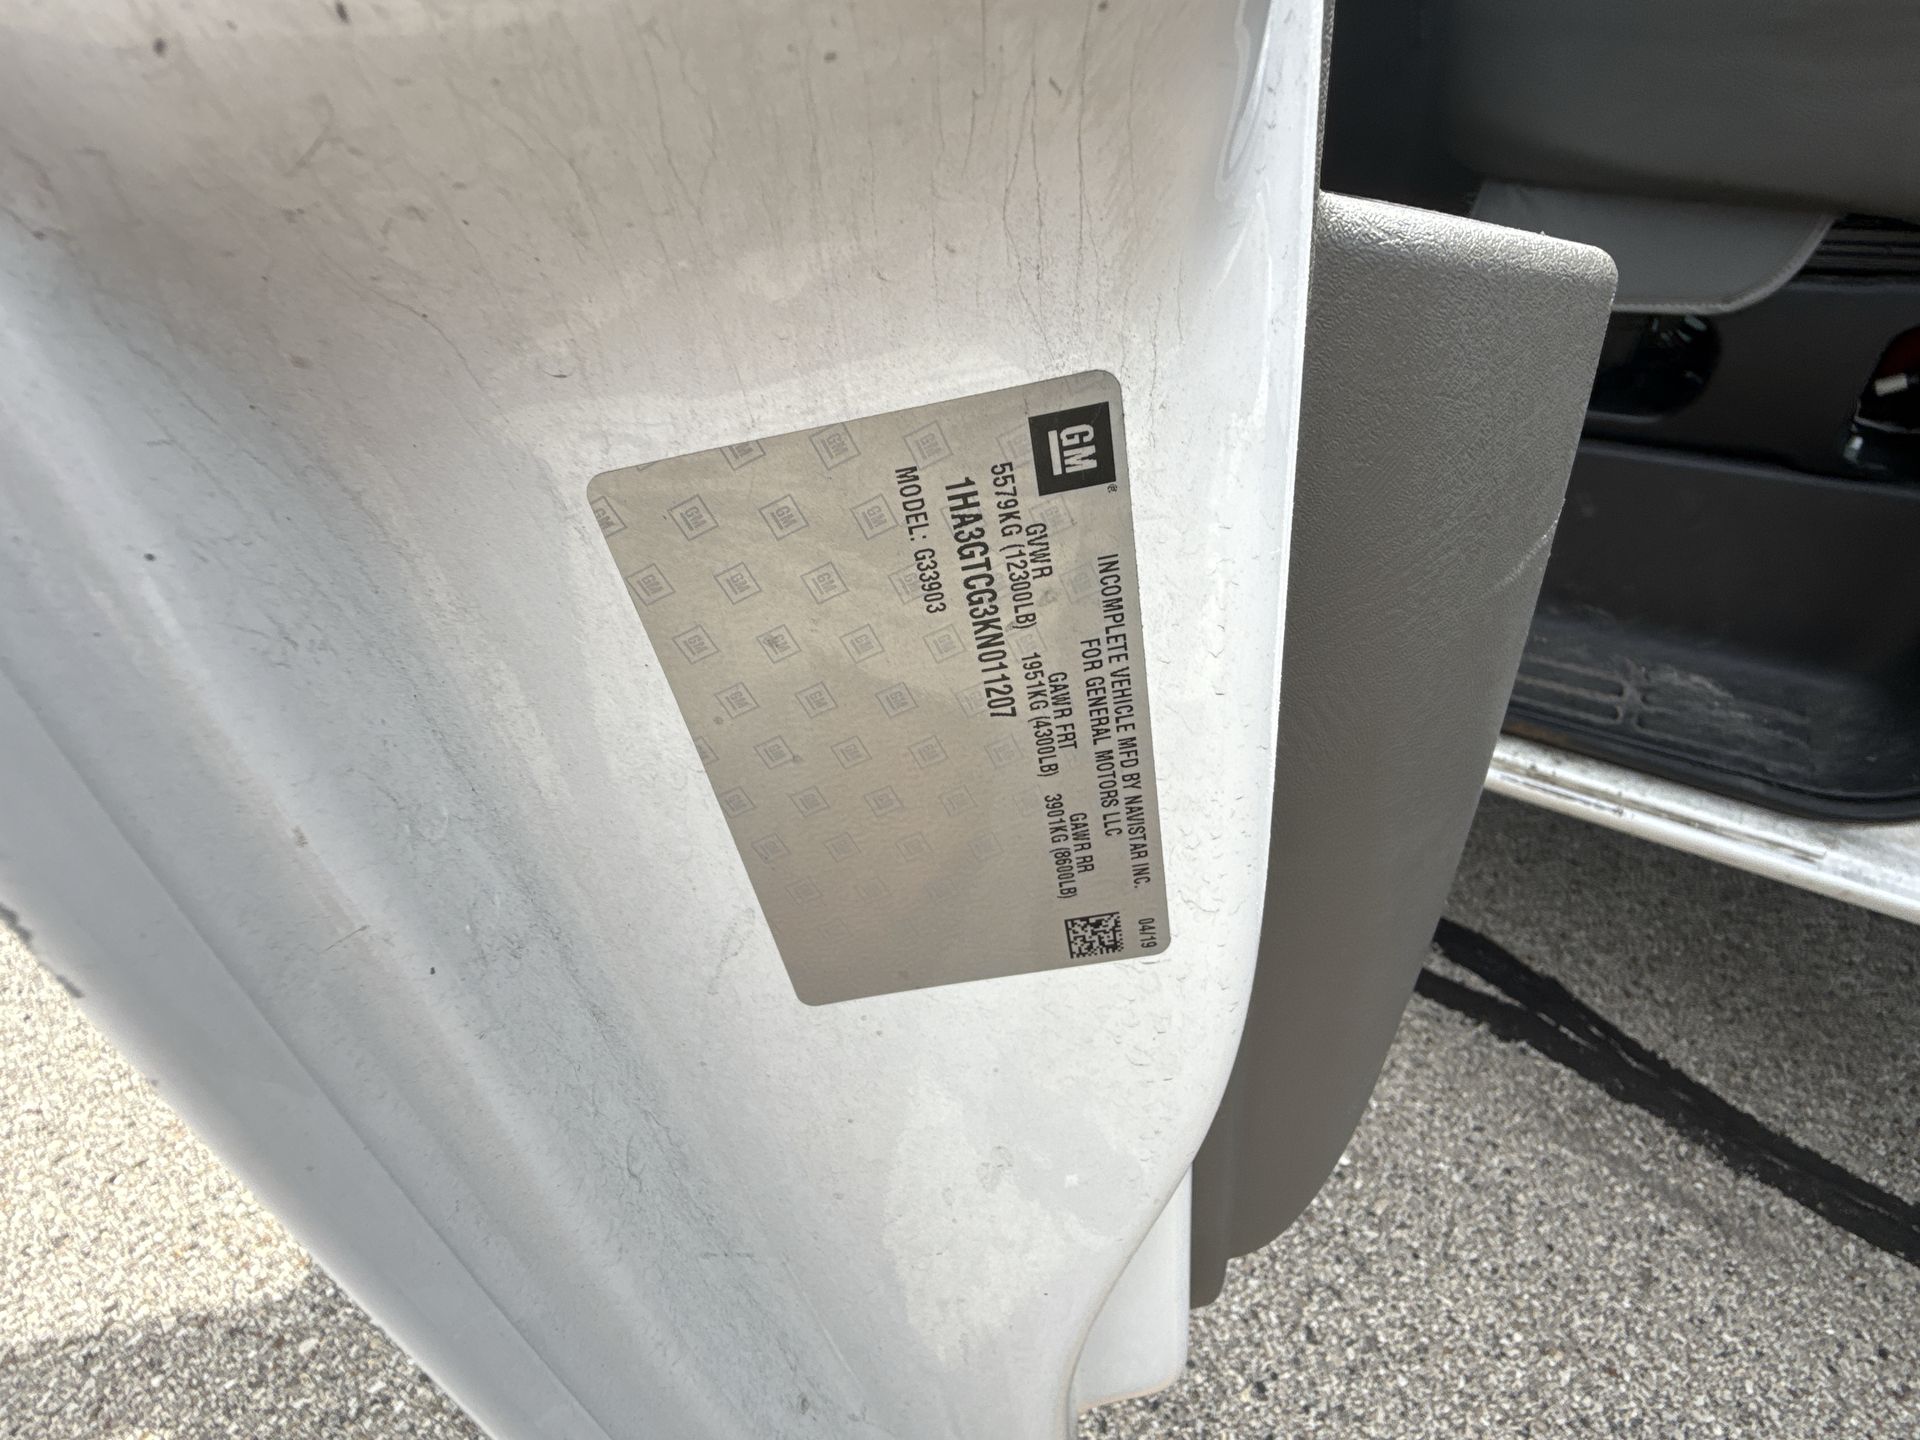 GM
INCOMPLETE VEHICLE MFD BY NAVISTAR INC. 04/19
FOR GENERAL MOTORS LLC
GVWR GAWR FRT GAWR RR
5579KG (12300LB) 1951KG (4300LB) 3901KG (8600LB)
1HA3GTCG3KN011207
MODEL: G33903